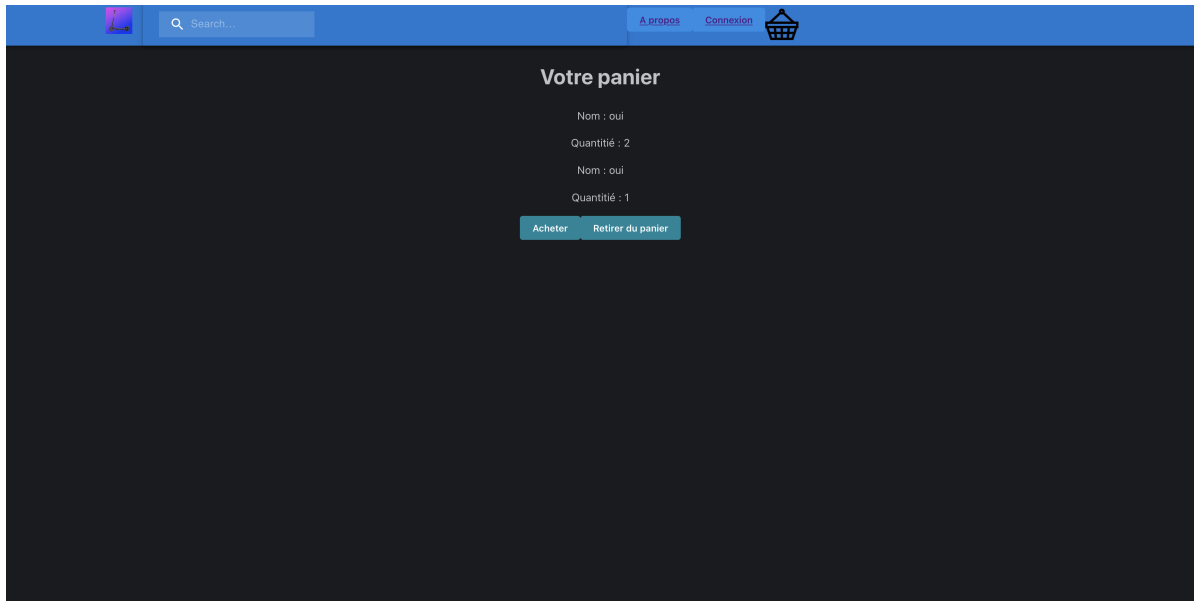 Search...
A propos Connexion
Votre panier
Nom : oui
Quantitié : 2
Nom : oui
Quantitié : 1
Acheter Retirer du panier